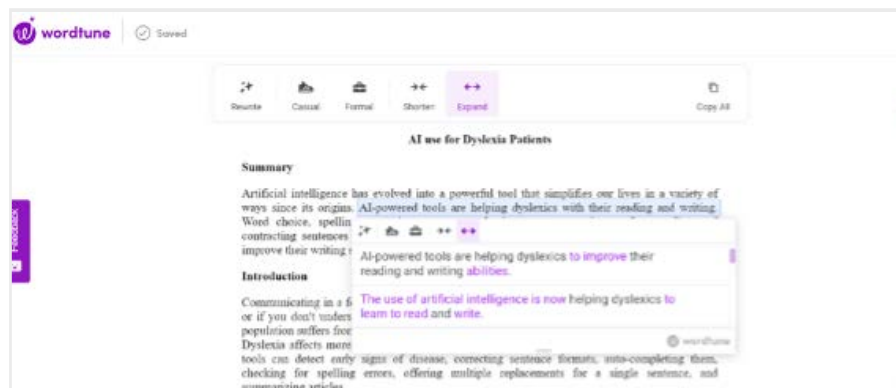 wordtune
Saved
Rewrite
Casual
Formal
Shorten
Expand
Copy All
AI use for Dyslexia Patients
Summary
Artificial intelligence has evolved into a powerful tool that simplifies our lives in a variety of
ways since its origins. AI-powered tools are helping dyslexics with their reading and writing.
Word choice, spellin
contracting sentences
improve their writing
AI-powered tools are helping dyslexics to improve their
reading and writing abilities.
The use of artificial intelligence is now helping dyslexics to
learn to read and write.
wordtune
Introduction
Communicating in a f
or if you don't unders
population suffers from
Dyslexia affects more
tools can detect early signs of disease, correcting sentence formats, auto-completing them,
checking for spelling errors, offering multiple replacements for a single sentence, and
summarizing articles.
Feedback